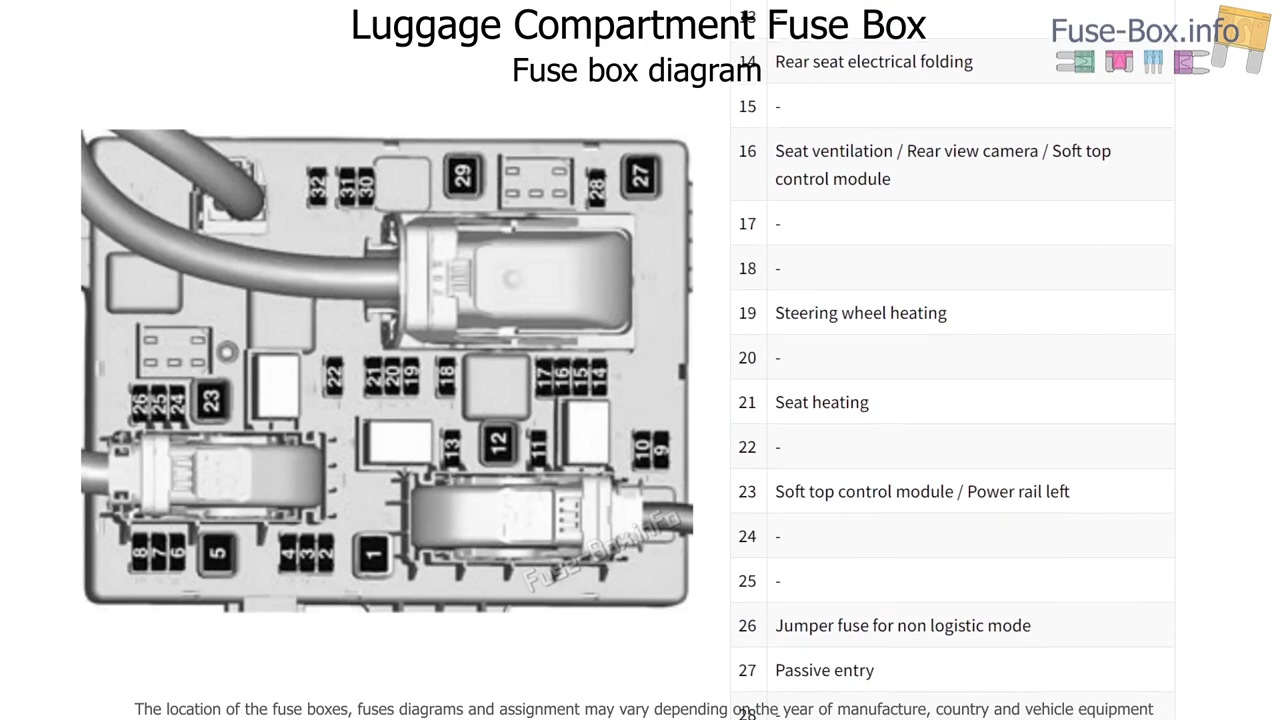 Luggage Compartment Fuse Box
Fuse box diagram
Fuse-Box.info
13 -
14 Rear seat electrical folding
15 -
16 Seat ventilation / Rear view camera / Soft top
control module
17 -
18 -
19 Steering wheel heating
20 -
21 Seat heating
22 -
23 Soft top control module / Power rail left
24 -
25 -
26 Jumper fuse for non logistic mode
27 Passive entry
28 -
32 31 30 29 28 27
22 21 20 19 18 17 16 15 14
26 25 24 23
13 12 11 10 9
8 7 6 5 4 3 2 1
Fuse-Box.inFo
The location of the fuse boxes, fuses diagrams and assignment may vary depending on the year of manufacture, country and vehicle equipment